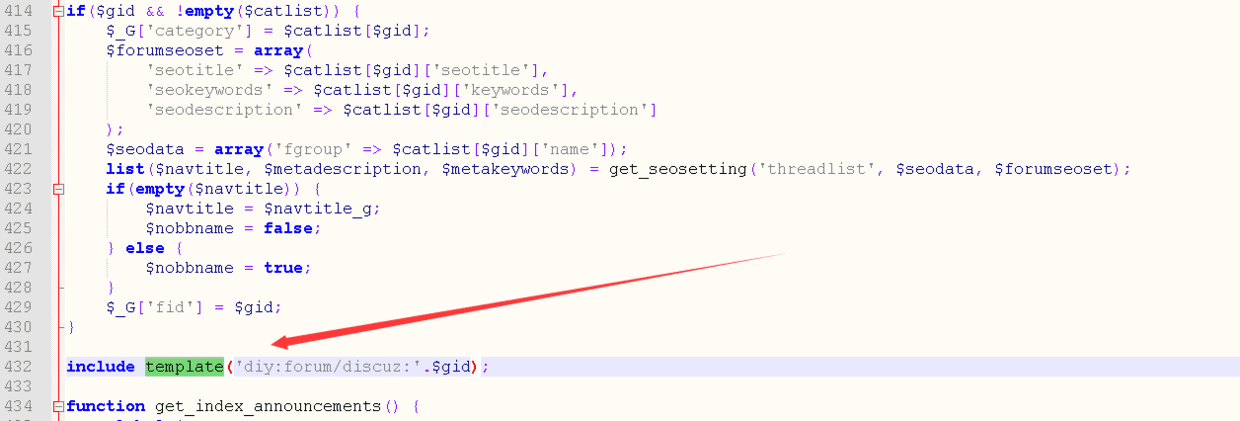 414 if($gid && !empty($catlist)) {
415 $_G['category'] = $catlist[$gid];
416 $forumseoset = array(
417 'seotitle' => $catlist[$gid]['seotitle'],
418 'seokeywords' => $catlist[$gid]['keywords'],
419 'seodescription' => $catlist[$gid]['seodescription']
420 );
421 $seodata = array('fgroup' => $catlist[$gid]['name']);
422 list($navtitle, $metadescription, $metakeywords) = get_seosetting('threadlist', $seodata, $forumseoset);
423 if(empty($navtitle)) {
424 $navtitle = $navtitle_g;
425 $nobbname = false;
426 } else {
427 $nobbname = true;
428 }
429 $_G['fid'] = $gid;
430 }
431
432 include template('diy:forum/discuz:'.$gid);
433
434 function get_index_announcements() {